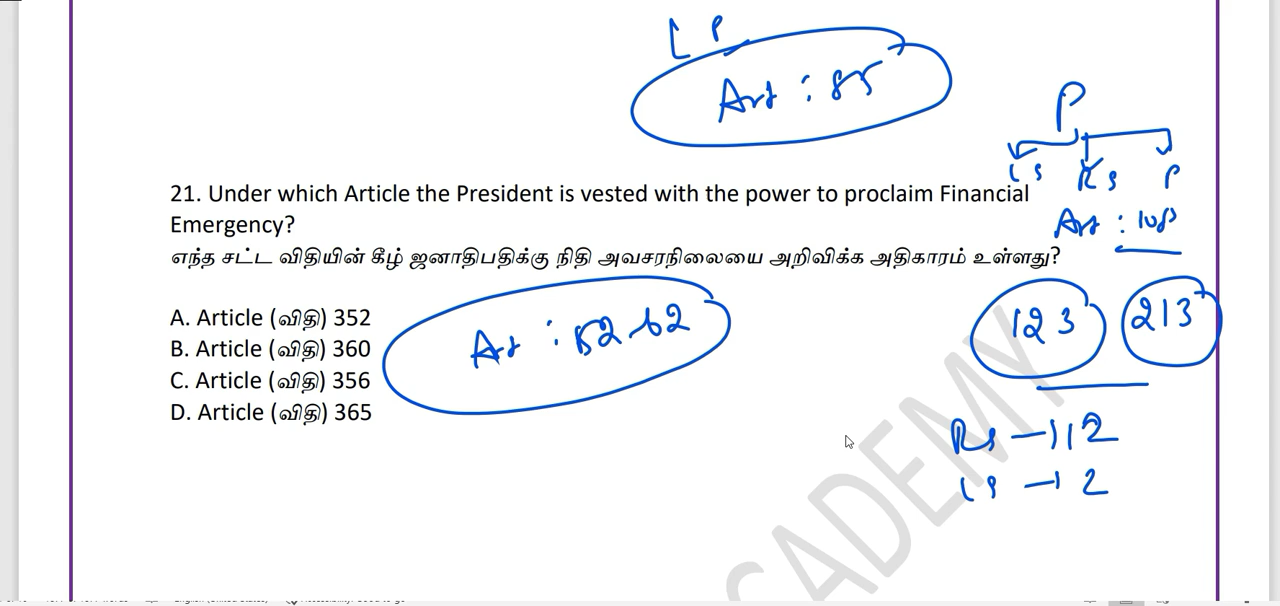 L P
Art : 85
P
Ls Rs P
Art : 108
21. Under which Article the President is vested with the power to proclaim Financial
Emergency?
எந்த சட்ட விதியின் கீழ் ஜனாதிபதிக்கு நிதி அவசரநிலையை அறிவிக்க அதிகாரம் உள்ளது?
A. Article (விதி) 352
B. Article (விதி) 360
C. Article (விதி) 356
D. Article (விதி) 365
Art : 52-62
123 213
Rs – 112
Ls – 12
CADEMY